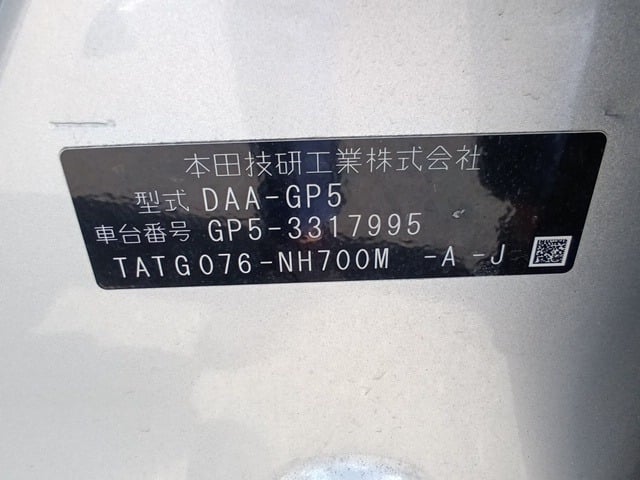 本田技研工業株式会社
型式 DAA-GP5
車台番号 GP5-3317995
TATG076-NH700M -A -J